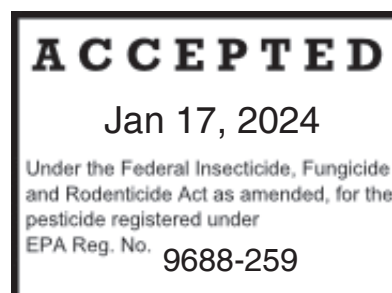 ACCEPTED
Jan 17, 2024
Under the Federal Insecticide, Fungicide
and Rodenticide Act as amended, for the
pesticide registered under
EPA Reg. No. 9688-259